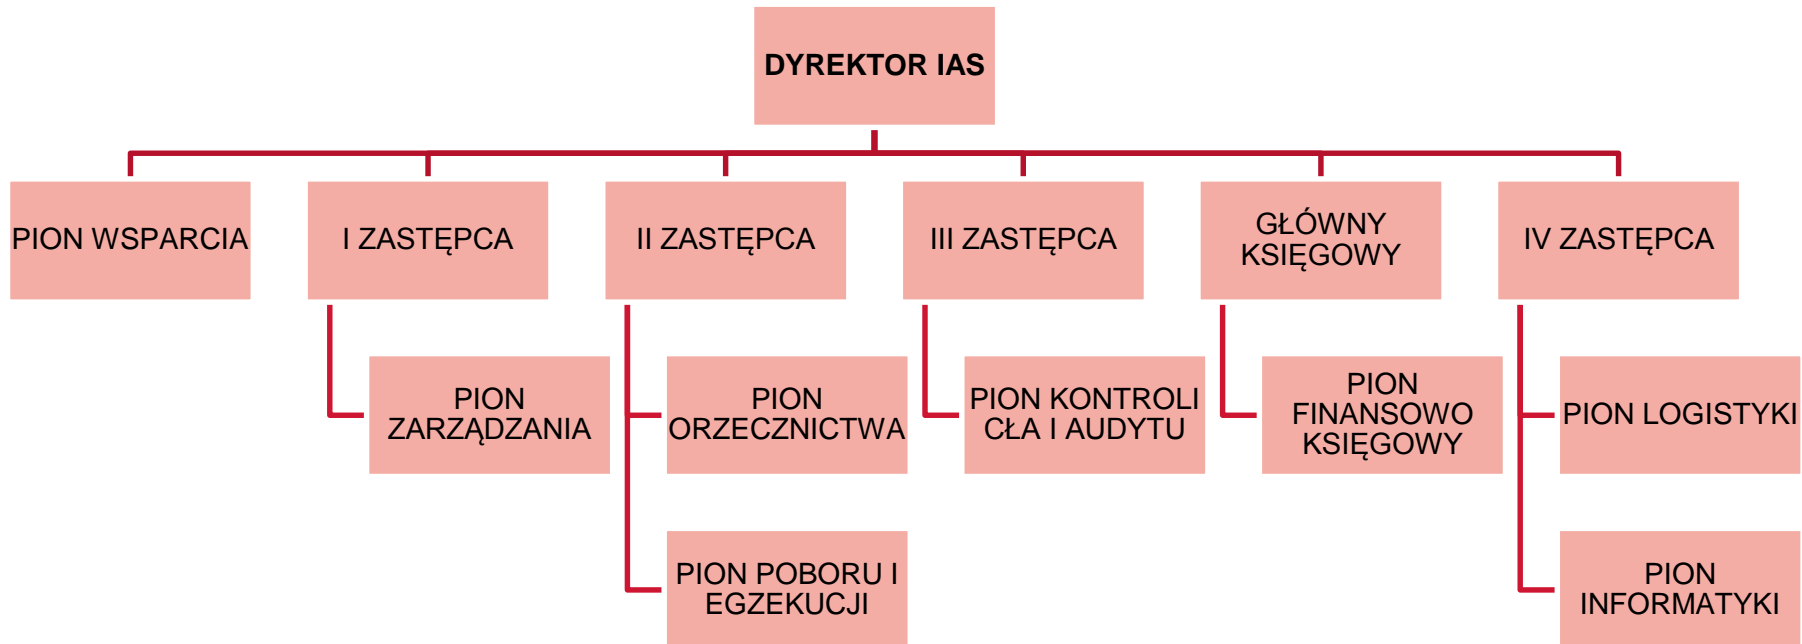 DYREKTOR IAS
PION WSPARCIA
I ZASTĘPCA
II ZASTĘPCA
III ZASTĘPCA
GŁÓWNY
KSIĘGOWY
IV ZASTĘPCA
PION
ZARZĄDZANIA
PION
ORZECZNICTWA
PION KONTROLI
CŁA I AUDYTU
PION
FINANSOWO
KSIĘGOWY
PION LOGISTYKI
PION POBORU I
EGZEKUCJI
PION
INFORMATYKI